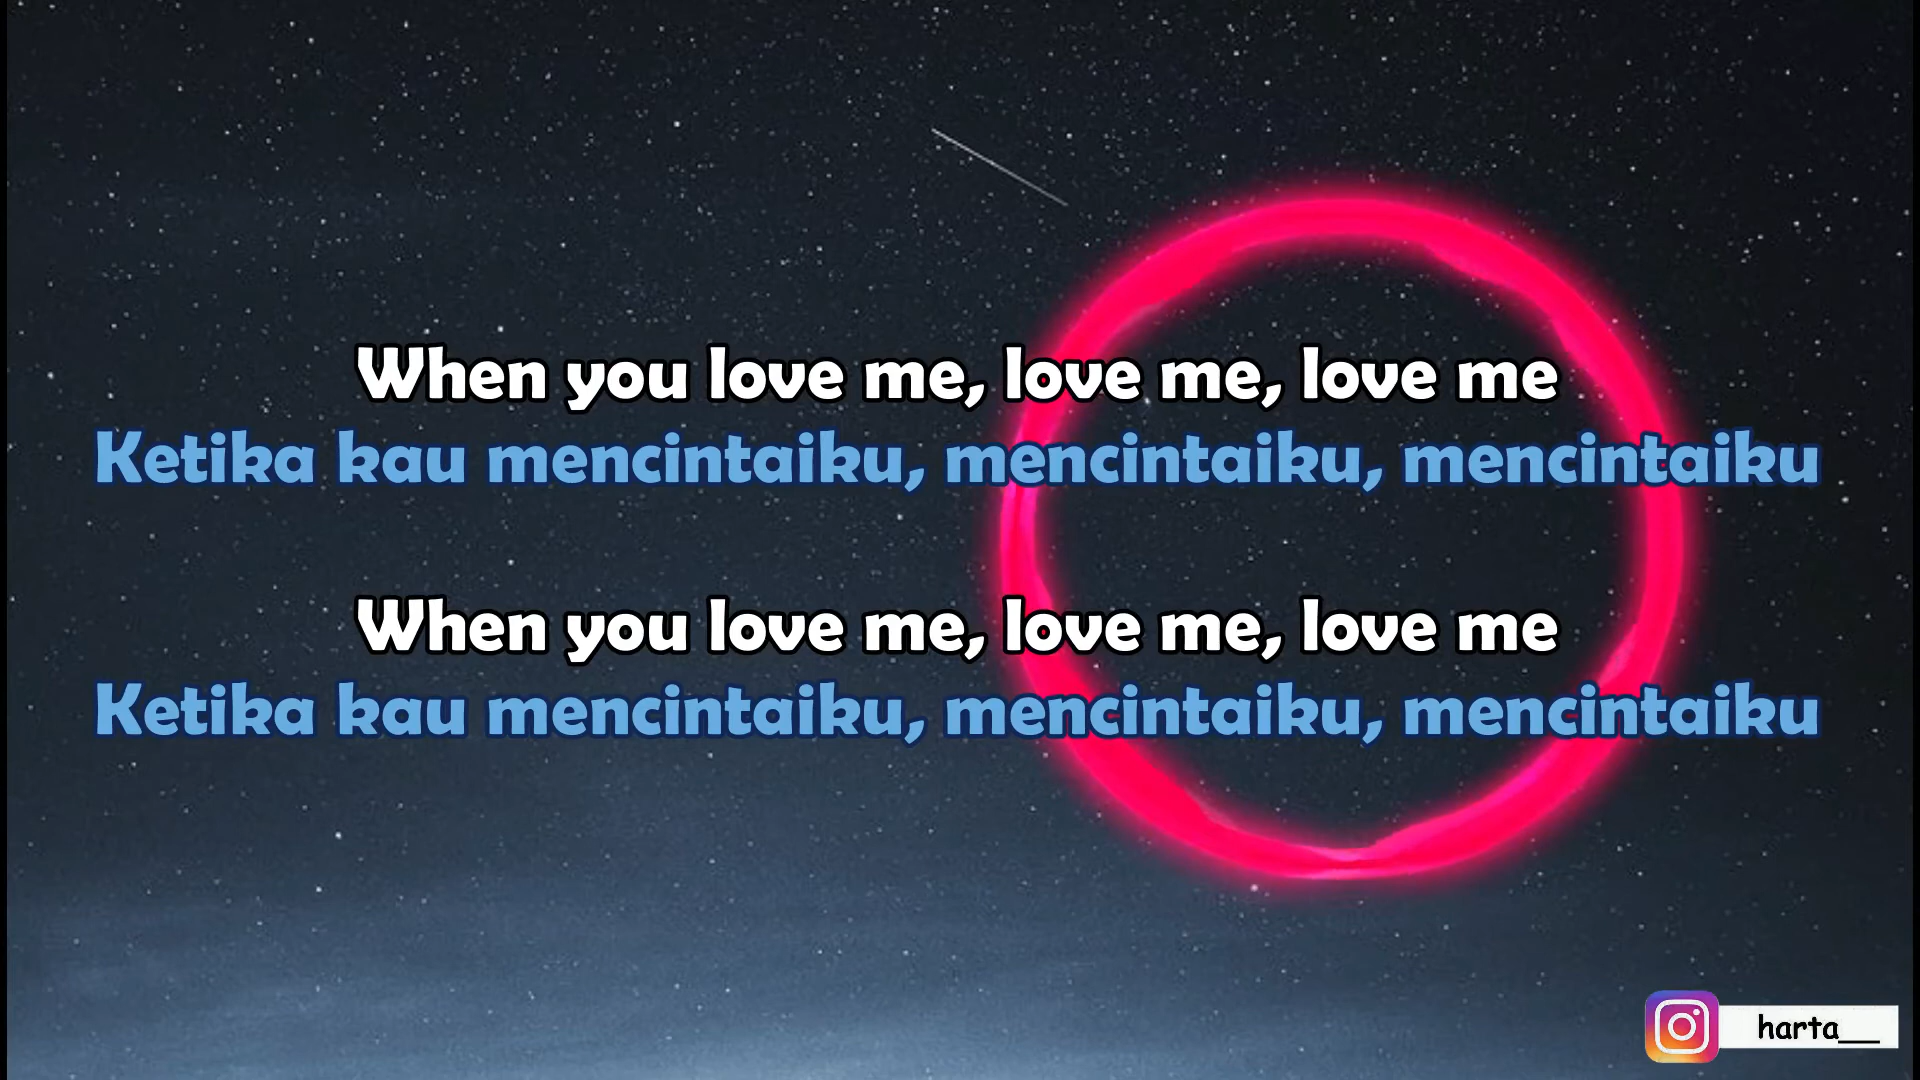 When you love me, love me, love me
Ketika kau mencintaiku, mencintaiku, mencintaiku
When you love me, love me, love me
Ketika kau mencintaiku, mencintaiku, mencintaiku
harta__